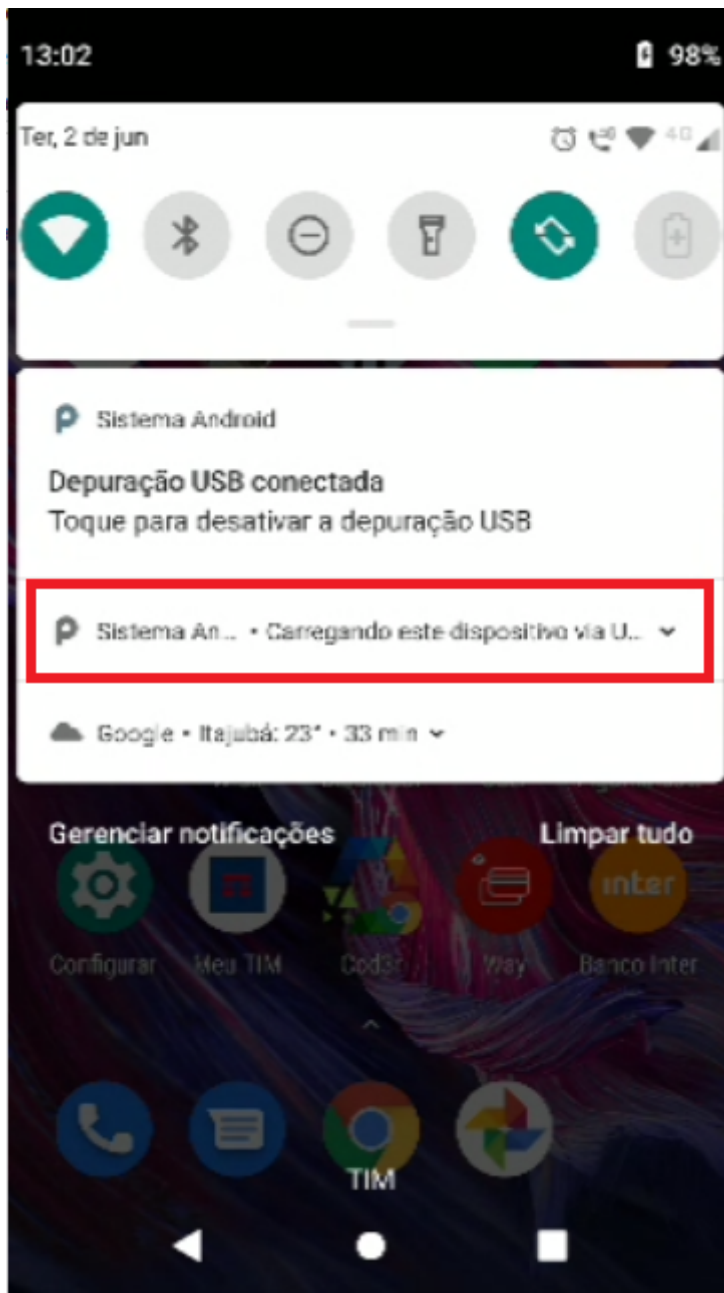 13:02 98%
Ter, 2 de jun 4G
Sistema Android
Depuração USB conectada
Toque para desativar a depuração USB
Sistema An... • Carregando este dispositivo via U...
Google • Itajubá: 23° • 33 min
Gerenciar notificações Limpar tudo
inter
Configurar Meu TIM Cod3r Way Banco Inter
TIM